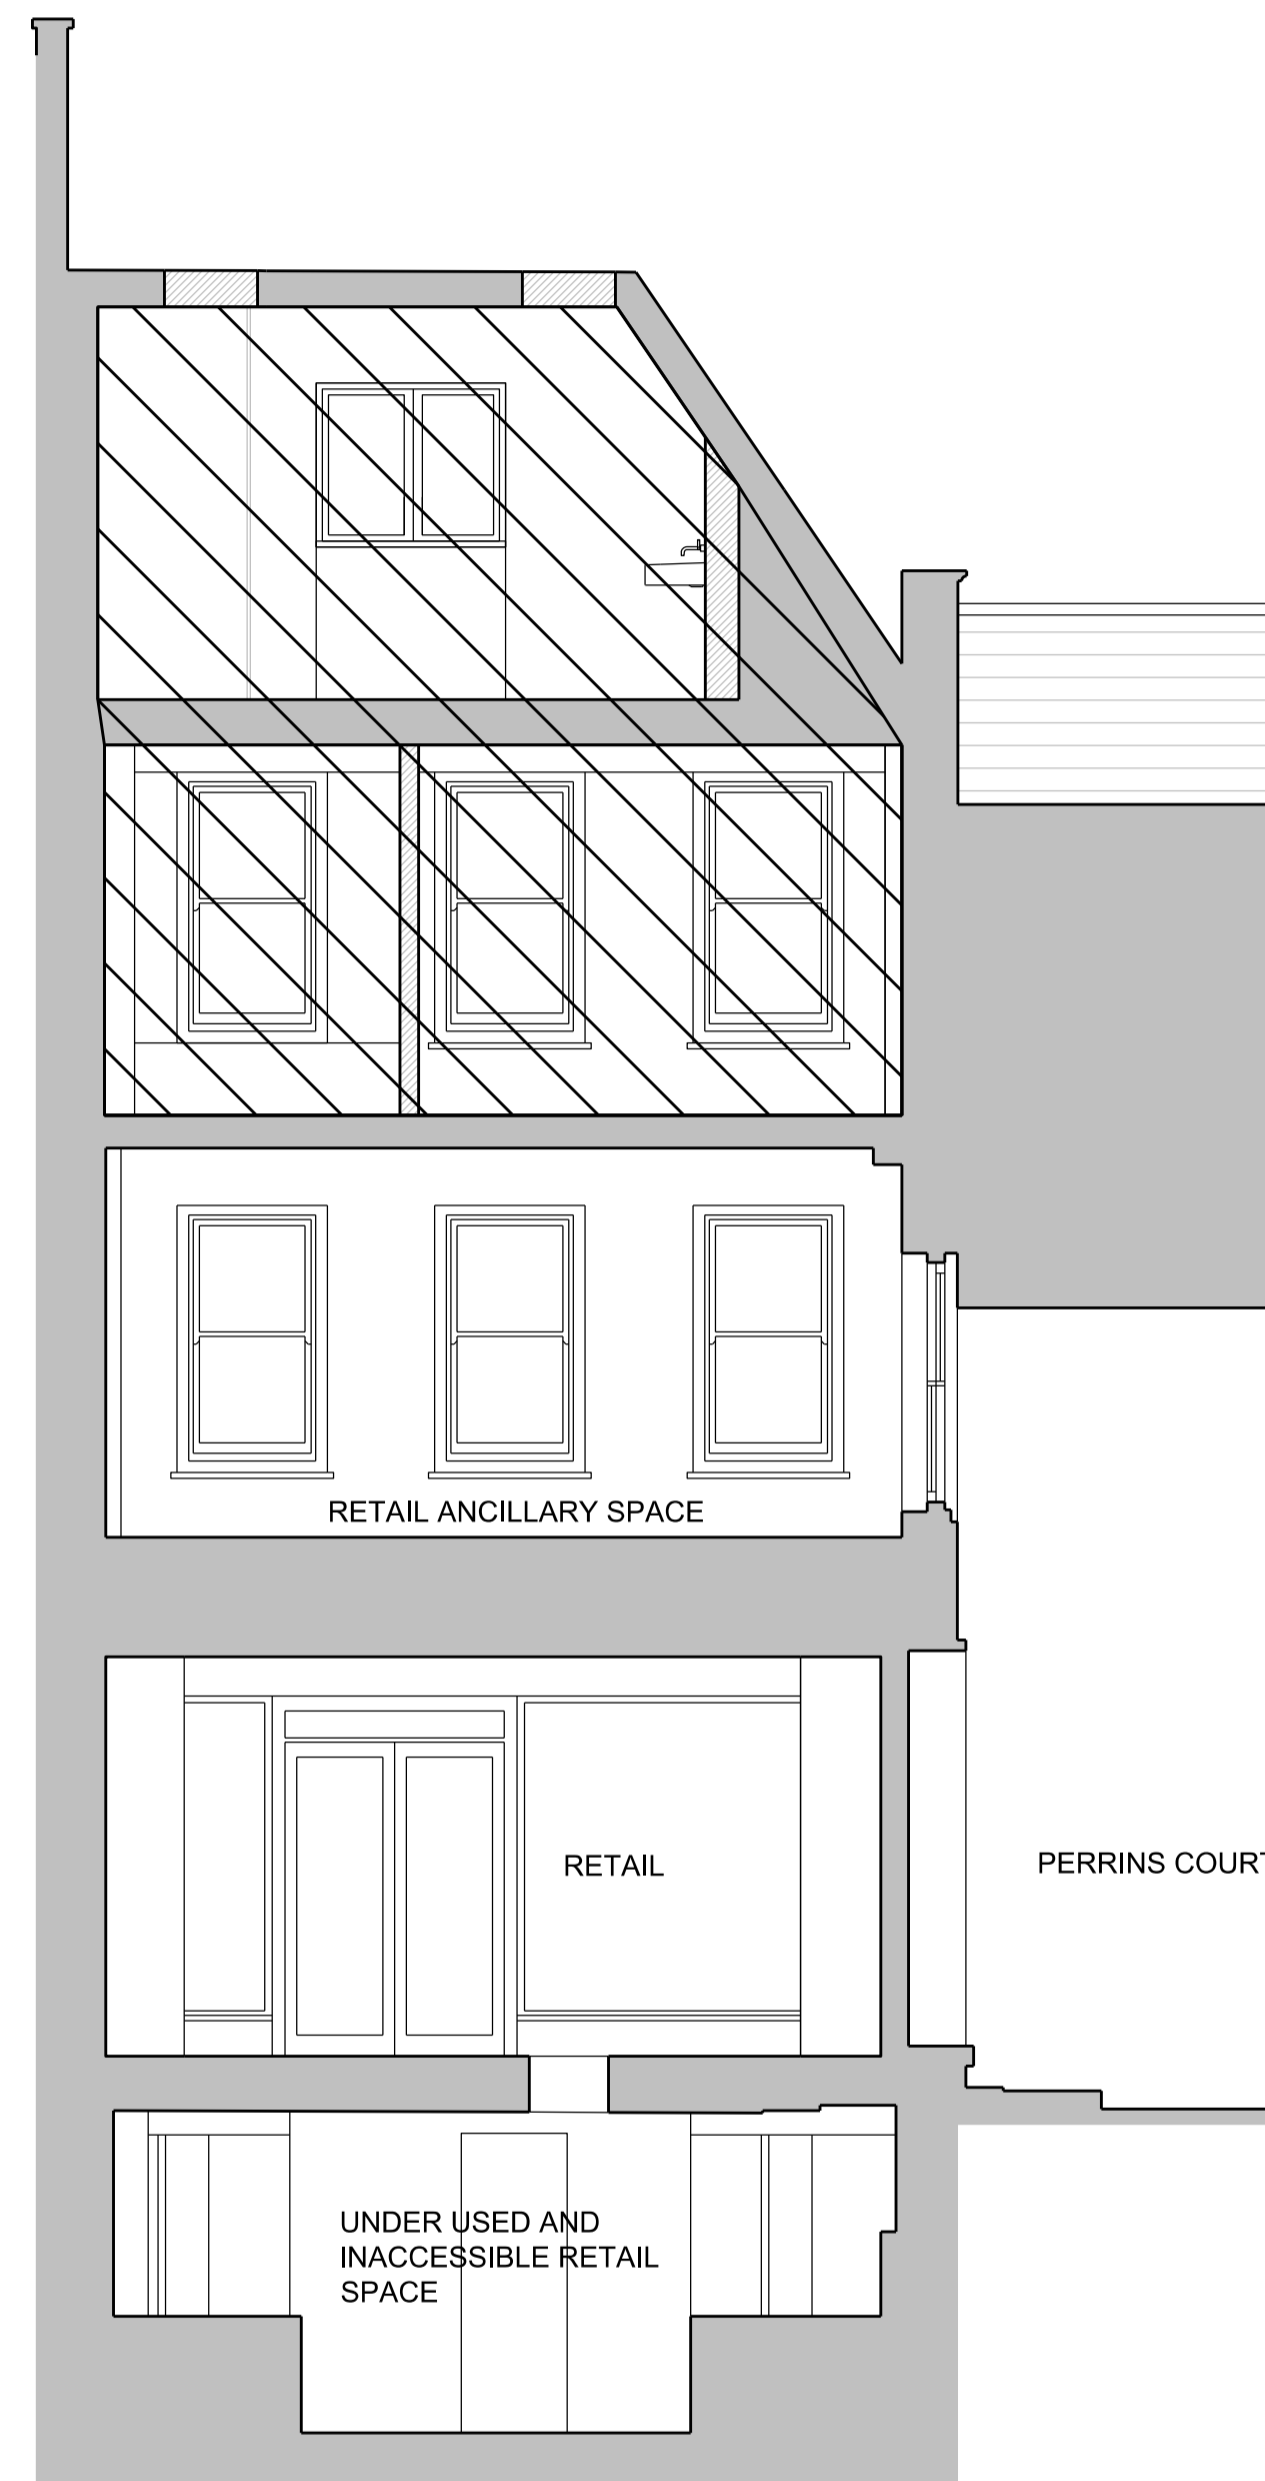 RETAIL ANCILLARY SPACE
RETAIL
PERRINS COURT
UNDER USED AND
INACCESSIBLE RETAIL
SPACE